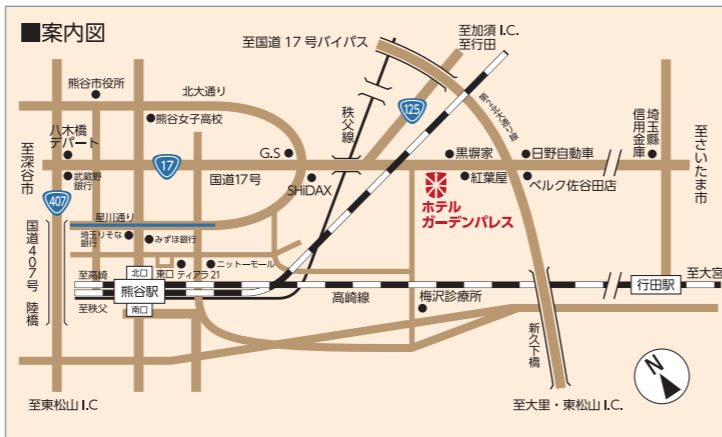 ■案内図
至国道17号バイパス
至加須I.C.
至行田
熊谷市役所
北大通り
熊谷女子高校
秩父線
125
第2北大通り線
八木橋
デパート
G.S
黒塀家
日野自動車
埼玉縣
信用金庫
至さいたま市
至深谷市
武蔵野
銀行
17
国道17号
SHiDAX
紅葉屋
ベルク佐谷田店
407
ホテル
ガーデンパレス
星川通り
埼玉りそな
銀行
みずほ銀行
国道407号 陸橋
至高崎
北口
東口
ティアラ21
ニットーモール
熊谷駅
高崎線
梅沢診療所
行田駅
至大宮
至秩父
南口
新久下橋
N
至東松山I.C
至大里・東松山I.C.